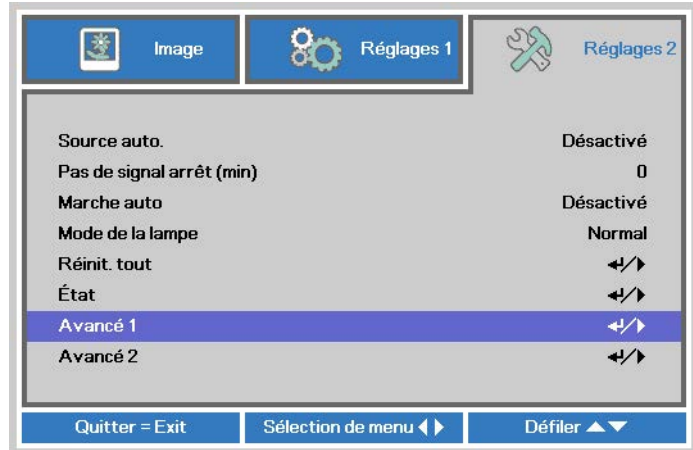 Image
Réglages 1
Réglages 2
Source auto. Désactivé
Pas de signal arrêt (min) 0
Marche auto Désactivé
Mode de la lampe Normal
Réinit. tout ↵/▶
État ↵/▶
Avancé 1 ↵/▶
Avancé 2 ↵/▶
Quitter = Exit
Sélection de menu ◀▶
Défiler ▲▼